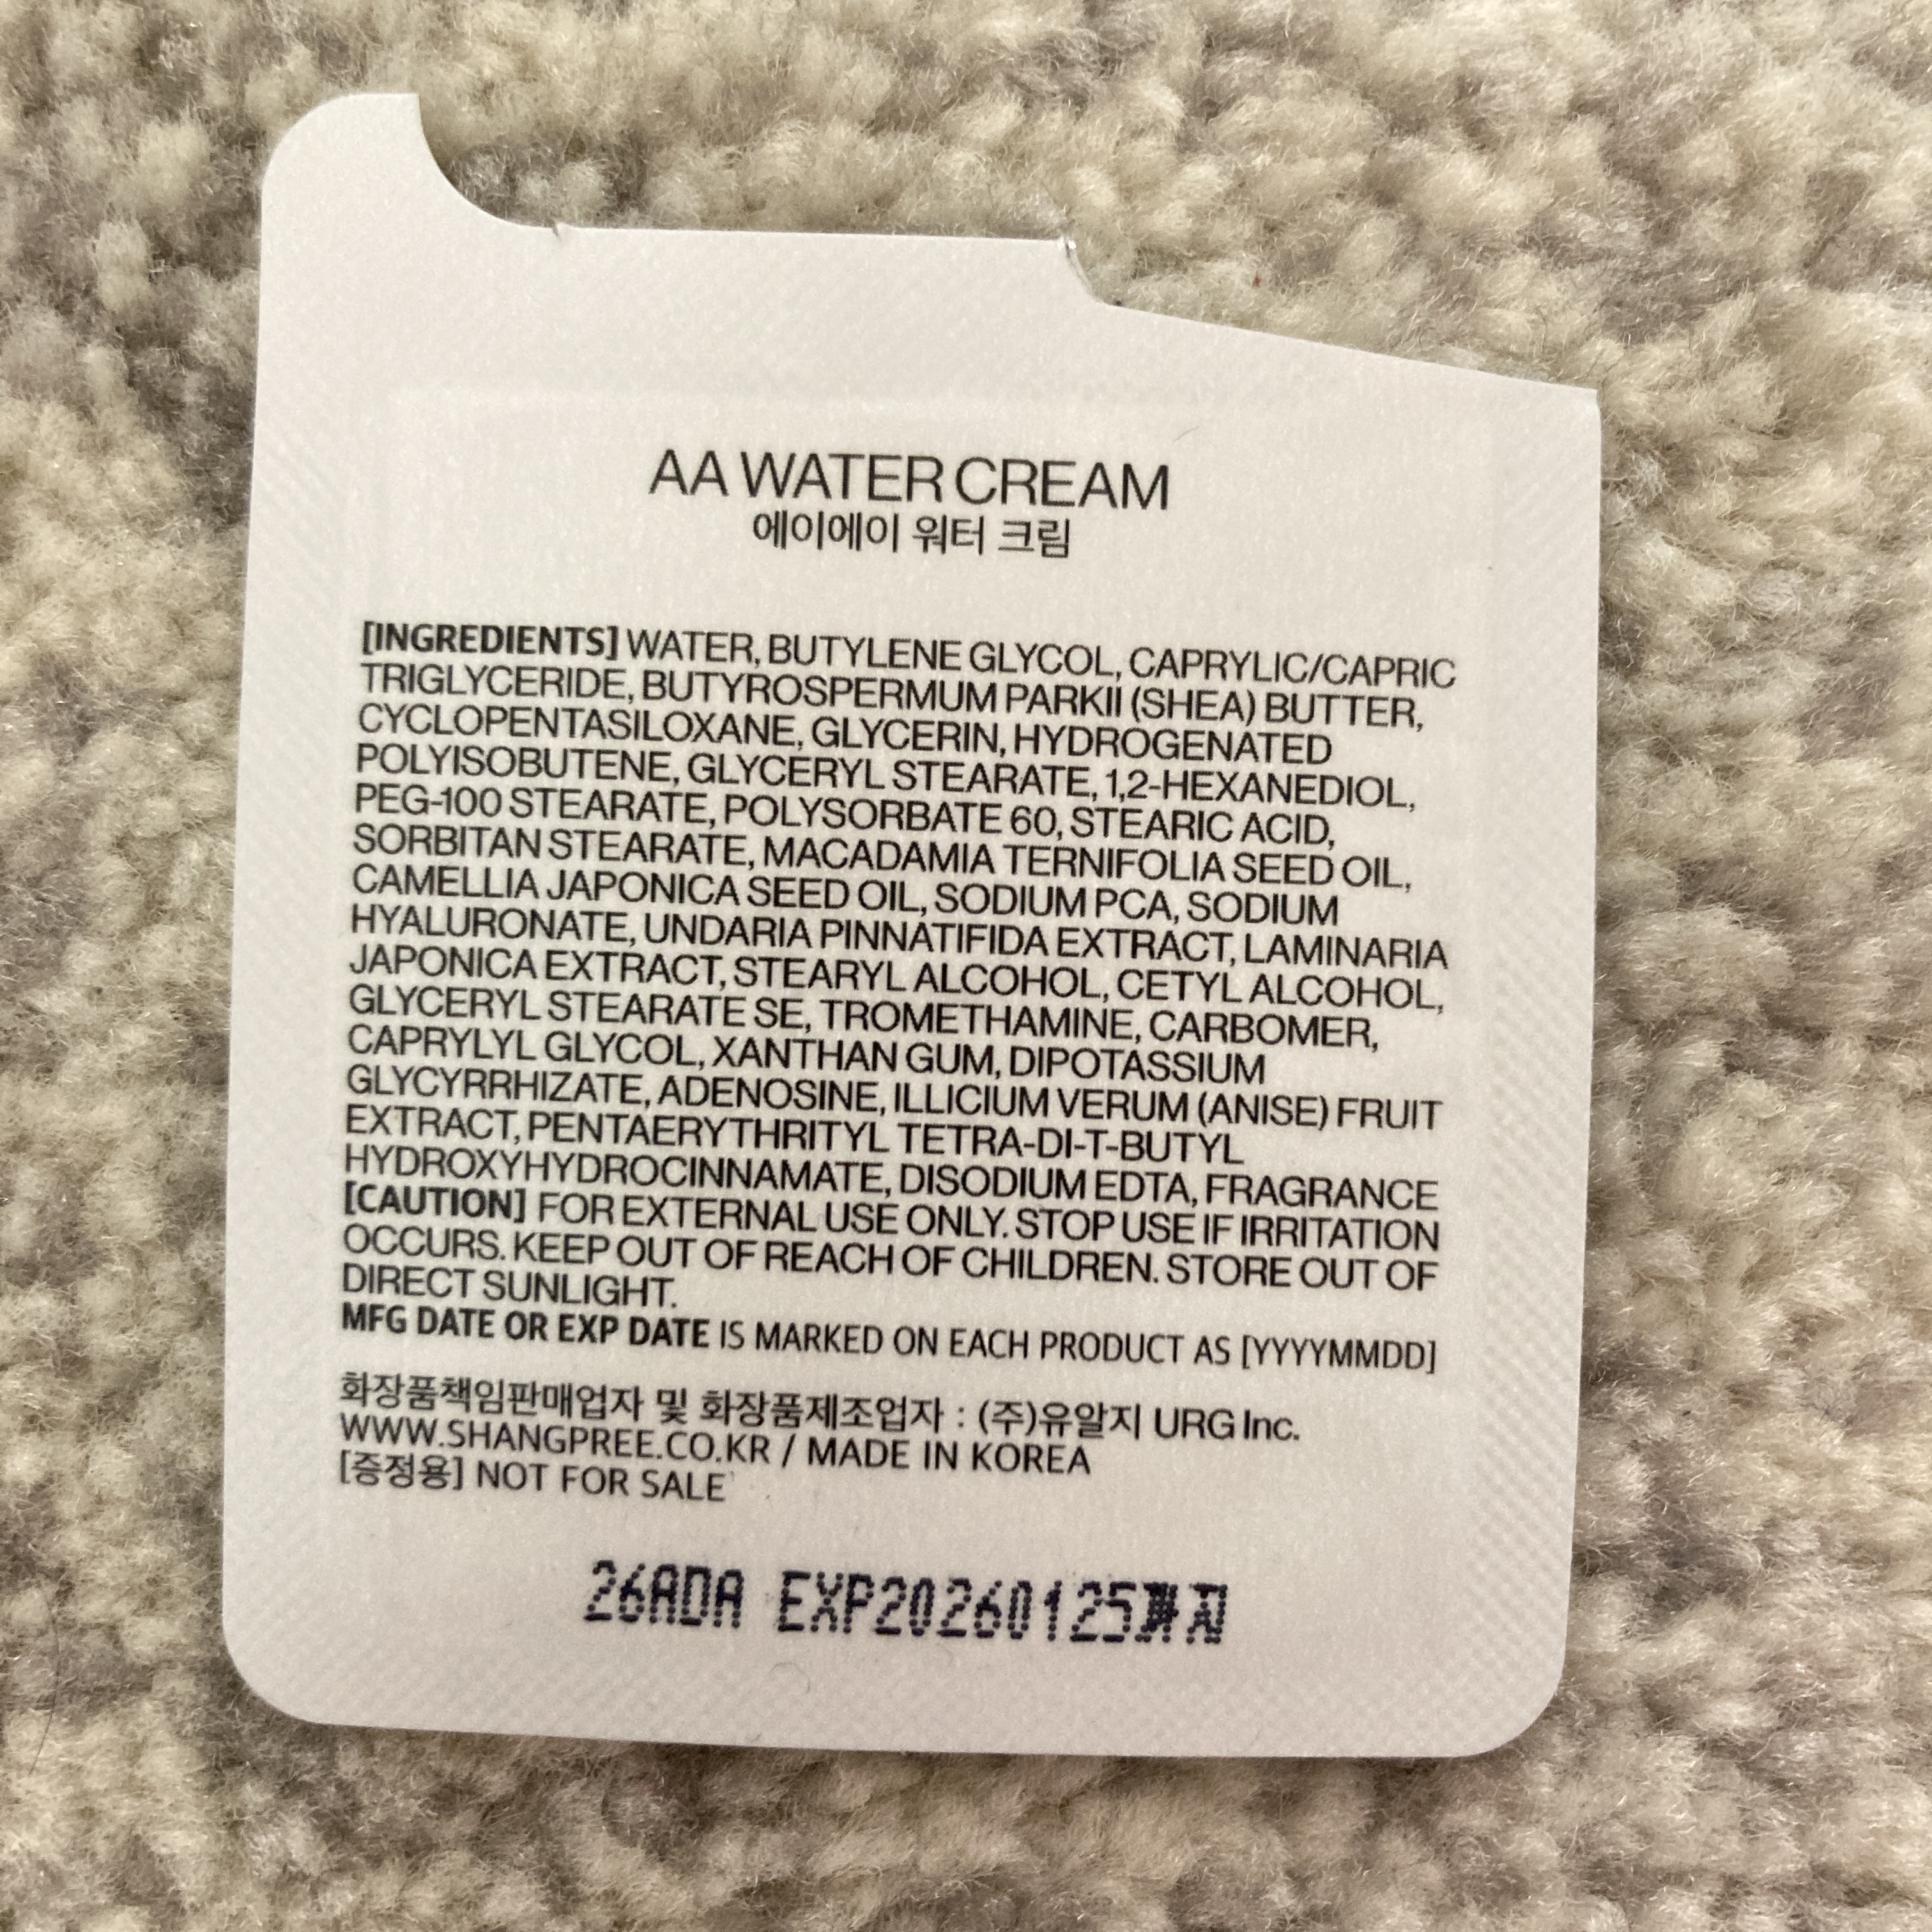 AA WATER CREAM
에이에이 워터 크림
[INGREDIENTS] WATER, BUTYLENE GLYCOL, CAPRYLIC/CAPRIC
TRIGLYCERIDE, BUTYROSPERMUM PARKII (SHEA) BUTTER,
CYCLOPENTASILOXANE, GLYCERIN, HYDROGENATED
POLYISOBUTENE, GLYCERYL STEARATE, 1,2-HEXANEDIOL,
PEG-100 STEARATE, POLYSORBATE 60, STEARIC ACID,
SORBITAN STEARATE, MACADAMIA TERNIFOLIA SEED OIL,
CAMELLIA JAPONICA SEED OIL, SODIUM PCA, SODIUM
HYALURONATE, UNDARIA PINNATIFIDA EXTRACT, LAMINARIA
JAPONICA EXTRACT, STEARYL ALCOHOL, CETYL ALCOHOL,
GLYCERYL STEARATE SE, TROMETHAMINE, CARBOMER,
CAPRYLYL GLYCOL, XANTHAN GUM, DIPOTASSIUM
GLYCYRRHIZATE, ADENOSINE, ILLICIUM VERUM (ANISE) FRUIT
EXTRACT, PENTAERYTHRITYL TETRA-DI-T-BUTYL
HYDROXYHYDROCINNAMATE, DISODIUM EDTA, FRAGRANCE
[CAUTION] FOR EXTERNAL USE ONLY. STOP USE IF IRRITATION
OCCURS. KEEP OUT OF REACH OF CHILDREN. STORE OUT OF
DIRECT SUNLIGHT.
MFG DATE OR EXP DATE IS MARKED ON EACH PRODUCT AS [YYYYMMDD]
화장품책임판매업자 및 화장품제조업자 : (주)유알지 URG Inc.
WWW.SHANGPREE.CO.KR / MADE IN KOREA
[증정용] NOT FOR SALE
26ADA EXP20260125까지